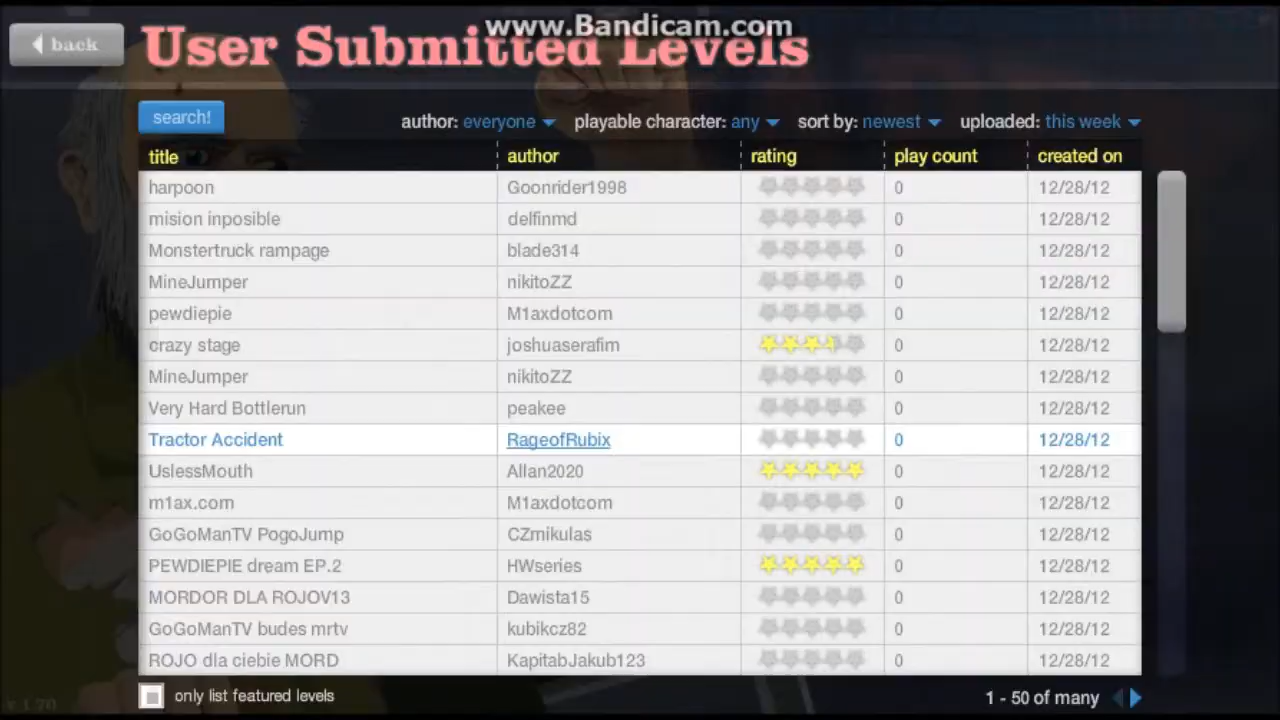 www.Bandicam.com
back
User Submitted Levels
search!
author: everyone playable character: any sort by: newest uploaded: this week
title author rating play count created on
harpoon Goonrider1998 0 12/28/12
mision inposible delfinmd 0 12/28/12
Monstertruck rampage blade314 0 12/28/12
MineJumper nikitoZZ 0 12/28/12
pewdiepie M1axdotcom 0 12/28/12
crazy stage joshuaserafim 0 12/28/12
MineJumper nikitoZZ 0 12/28/12
Very Hard Bottlerun peakee 0 12/28/12
Tractor Accident RageofRubix 0 12/28/12
UslessMouth Allan2020 0 12/28/12
m1ax.com M1axdotcom 0 12/28/12
GoGoManTV PogoJump CZmikulas 0 12/28/12
PEWDIEPIE dream EP.2 HWseries 0 12/28/12
MORDOR DLA ROJOV13 Dawista15 0 12/28/12
GoGoManTV budes mrtv kubikcz82 0 12/28/12
ROJO dla ciebie MORD KapitabJakub123 0 12/28/12
only list featured levels 1 - 50 of many
v 1.70